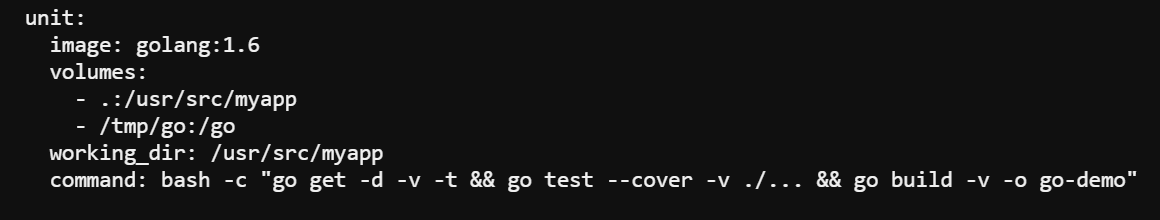 unit:
  image: golang:1.6
  volumes:
    - .:/usr/src/myapp
    - /tmp/go:/go
  working_dir: /usr/src/myapp
  command: bash -c "go get -d -v -t && go test --cover -v ./... && go build -v -o go-demo"